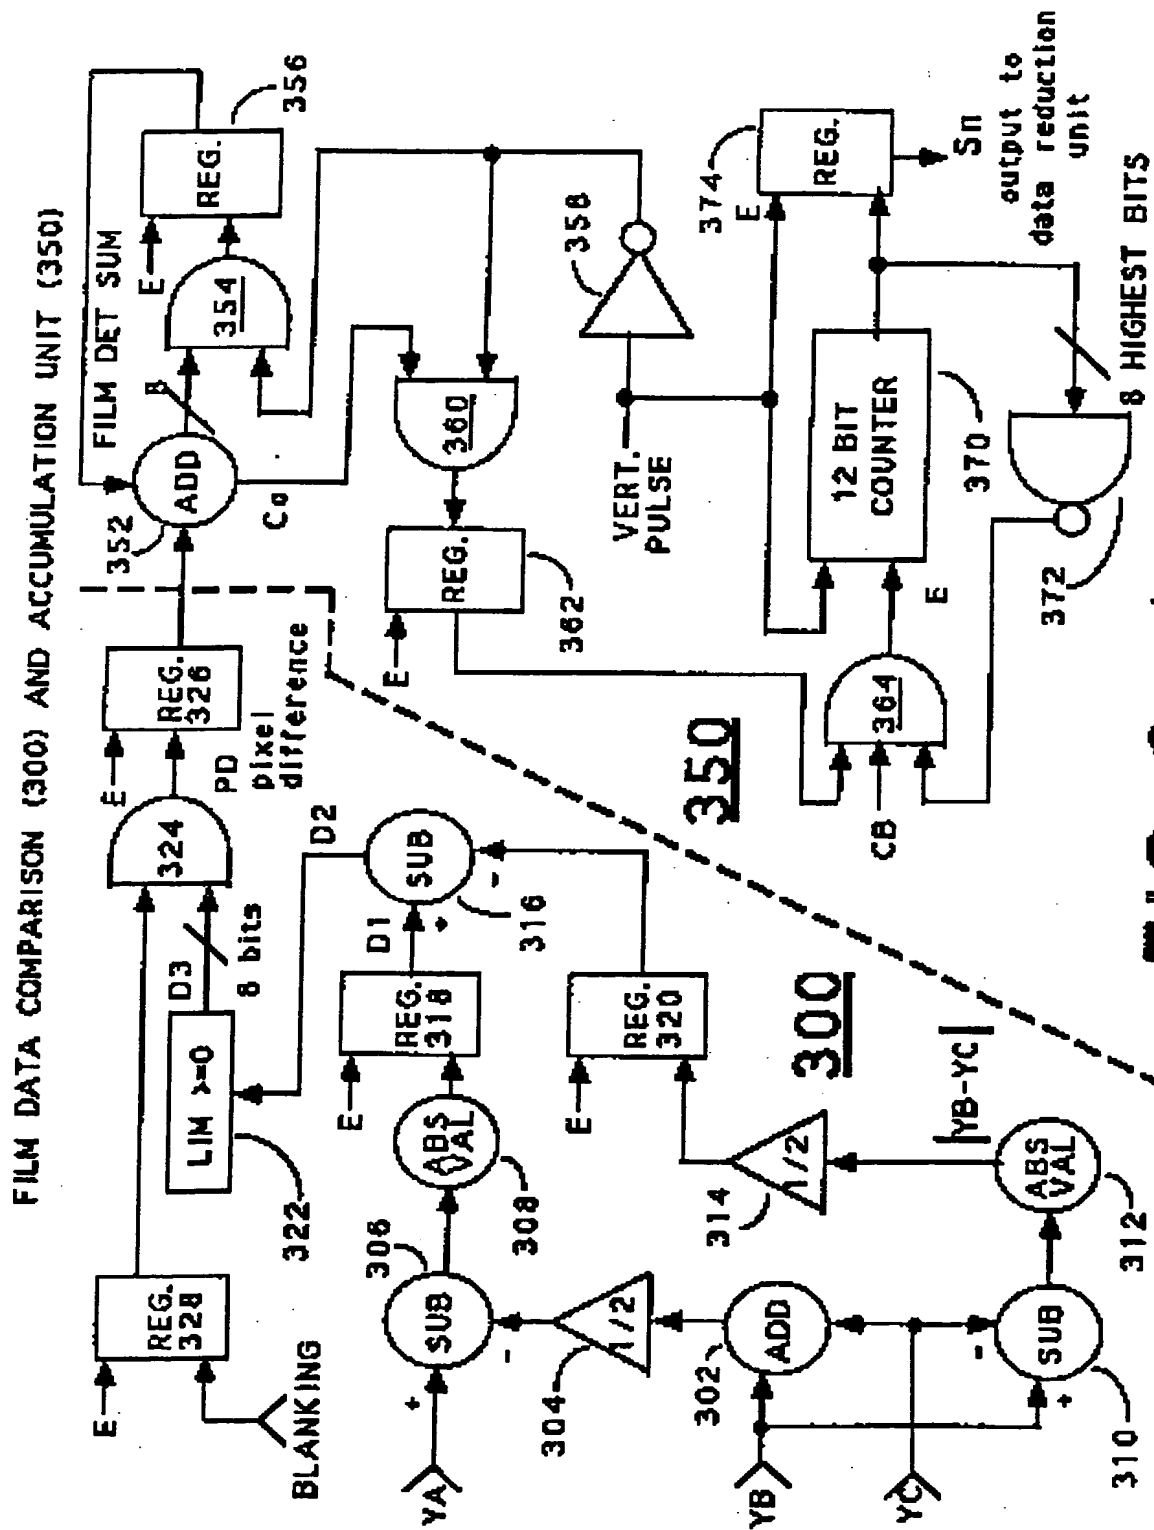 FILM DATA COMPARISON (300) AND ACCUMULATION UNIT (350)
E
REG.
328
BLANKING
LIM >=0
322
D3
8 bits
324
E
REG.
326
PD
pixel
difference
352
ADD
8
FILM DET SUM
Co
354
E
REG.
356
YA
+
SUB
306
-
ABS
VAL
308
E
REG.
318
D1
+
SUB
-
316
D2
E
REG.
362
360
304
1/2
E
REG.
320
314
1/2
300
350
VERT.
PULSE
358
YB
302
ADD
YC
-
SUB
+
310
ABS
VAL
312
|YB-YC|
CB
364
E
12 BIT
COUNTER
370
372
8 HIGHEST BITS
E
REG.
374
Sn
output to
data reduction
unit